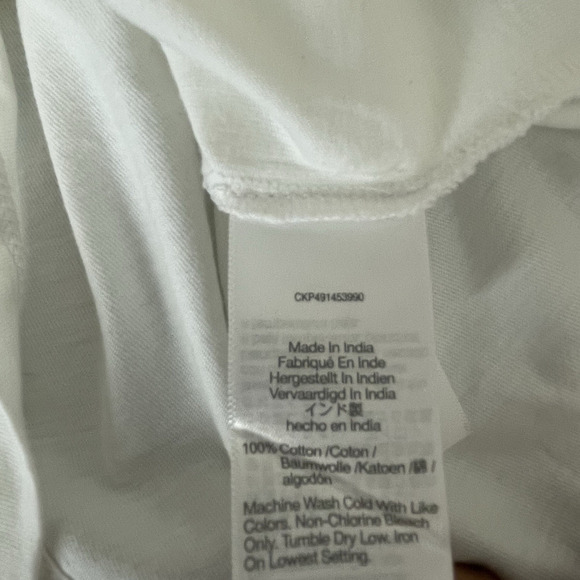 CKP491453990
Made In India
Fabriqué En Inde
Hergestellt In Indien
Vervaardigd In India
インド製
hecho en India
100% Cotton /Coton /
Baumwolle /Katoen /綿 /
algodón
Machine Wash Cold With Like
Colors. Non-Chlorine Bleach
Only. Tumble Dry Low. Iron
On Lowest Setting.